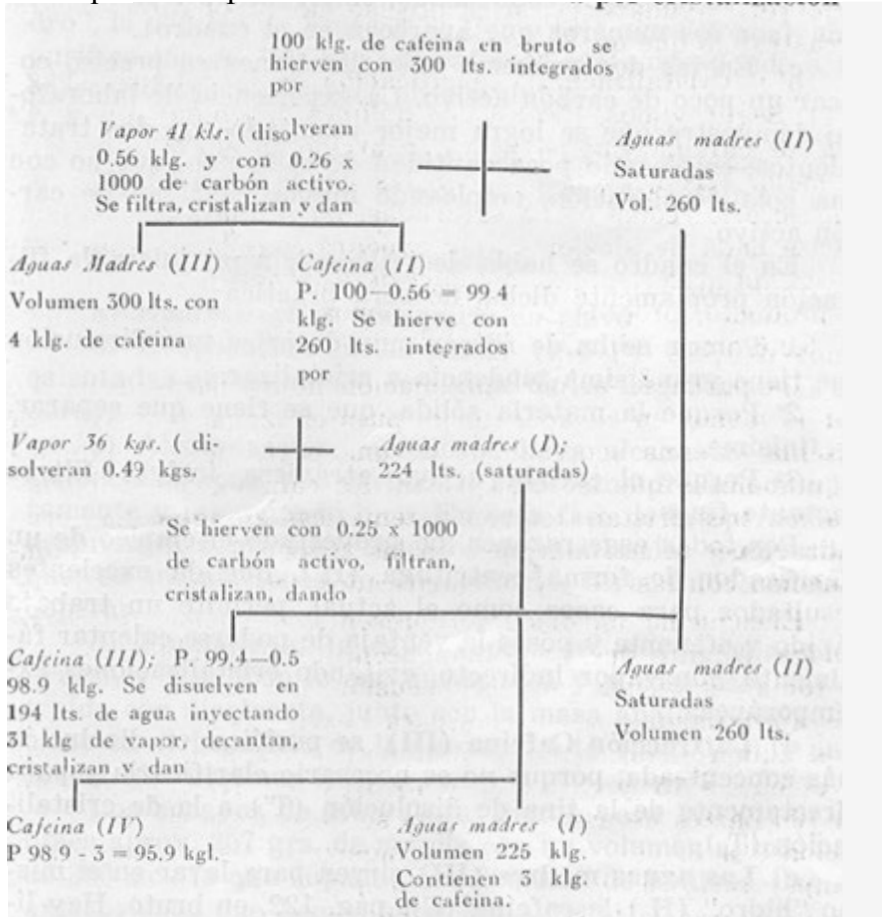 100 klg. de cafeina en bruto se
hierven con 300 lts. integrados
por
Vapor 41 kls. (disolveran
0.56 klg. y con 0.26 x
1000 de carbón activo.
Se filtra, cristalizan y dan
Aguas madres (II)
Saturadas
Vol. 260 lts.
Aguas Madres (III)
Volumen 300 lts. con
4 klg. de cafeina
Cafeina (II)
P. 100—0.56 = 99.4
klg. Se hierve con
260 lts. integrados
por
Vapor 36 kgs. ( di-
solveran 0.49 kgs.
Aguas madres (I);
224 lts. (saturadas)
Se hierven con 0.25 x 1000
de carbón activo, filtran,
cristalizan, dando
Cafeina (III); P. 99.4—0.5
98.9 klg. Se disuelven en
194 lts. de agua inyectando
31 klg de vapor, decantan,
cristalizan y dan
Aguas madres (II)
Saturadas
Volumen 260 lts.
Cafeina (IV)
P 98.9 - 3 = 95.9 kgl.
Aguas madres (I)
Volumen 225 klg.
Contienen 3 klg.
de cafeina.